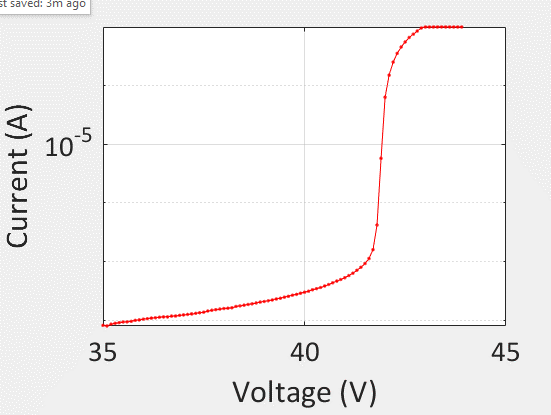 st saved: 3m ago
Current (A)
10^-5
35 40 45
Voltage (V)